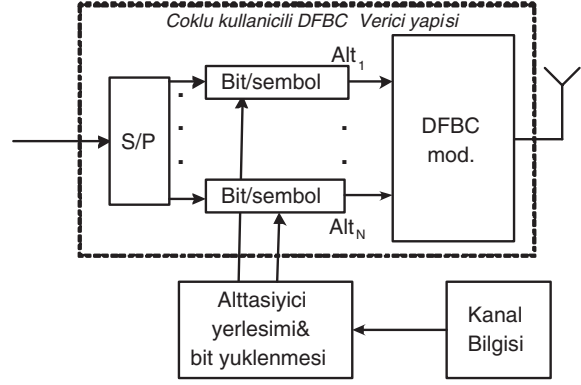 Coklu kullanicili DFBC Verici yapisi
S/P
Bit/sembol
Alt1
Bit/sembol
AltN
DFBC
mod.
Alttasiyici
yerlesimi&
bit yuklenmesi
Kanal
Bilgisi